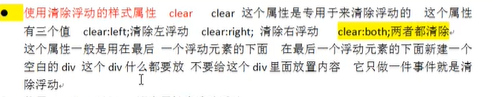 ● 使用清除浮动的样式属性 clear clear 这个属性是专用于来清除浮动的 这个属性
有三个值 clear:left;清除左浮动 clear:right; 清除右浮动 clear:both;两者都清除
这个属性一般是用在最后 一个浮动元素的下面 在最后一个浮动元素的下面新建一个
空白的 div 这个 div 什么都要放 不要给这个 div 里面放置内容 它只做一件事就是清
除浮动